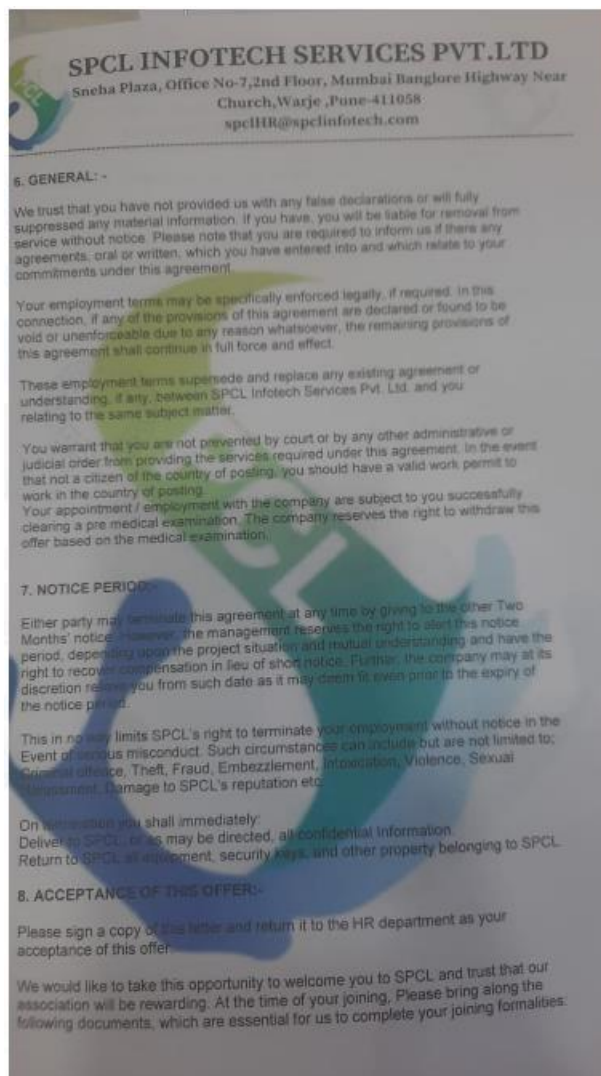 SPCL INFOTECH SERVICES PVT.LTD
Sneha Plaza, Office No-7,2nd Floor, Mumbai Banglore Highway Near
Church,Warje ,Pune-411058
spclHR@spclinfotech.com
6. GENERAL: -
We trust that you have not provided us with any false declarations or will fully
suppressed any material information. If you have, you will be liable for removal from
service without notice. Please note that you are required to inform us if there any
agreements, oral or written, which you have entered into and which relate to your
commitments under this agreement.
Your employment terms may be specifically enforced legally, if required. In this
connection, if any of the provisions of this agreement are declared or found to be
void or unenforceable due to any reason whatsoever, the remaining provisions of
this agreement shall continue in full force and effect.
These employment terms supersede and replace any existing agreement or
understanding, if any, between SPCL Infotech Services Pvt. Ltd. and you
relating to the same subject matter.
You warrant that you are not prevented by court or by any other administrative or
judicial order from providing the services required under this agreement. In the event
that not a citizen of the country of posting, you should have a valid work permit to
work in the country of posting.
Your appointment / employment with the company are subject to you successfully
clearing a pre medical examination. The company reserves the right to withdraw this
offer based on the medical examination.
7. NOTICE PERIOD:-
Either party may terminate this agreement at any time by giving to the other Two
Months' notice. However, the management reserves the right to alert this notice
period, depending upon the project situation and mutual understanding and have the
right to recover compensation in lieu of short notice. Further, the company may at its
discretion relieve you from such date as it may deem fit even prior to the expiry of
the notice period.
This in no way limits SPCL's right to terminate your employment without notice in the
Event of serious misconduct. Such circumstances can include but are not limited to;
Criminal offence, Theft, Fraud, Embezzlement, Intoxication, Violence, Sexual
Harassment, Damage to SPCL's reputation etc.
On you shall immediately:
Deliver to SPCL, or as may be directed, all confidential Information.
Return to SPCL all equipment, security keys, and other property belonging to SPCL.
8. ACCEPTANCE OF THIS OFFER:-
Please sign a copy of this letter and return it to the HR department as your
acceptance of this offer.
We would like to take this opportunity to welcome you to SPCL and trust that our
association will be rewarding. At the time of your joining, Please bring along the
following documents, which are essential for us to complete your joining formalities: